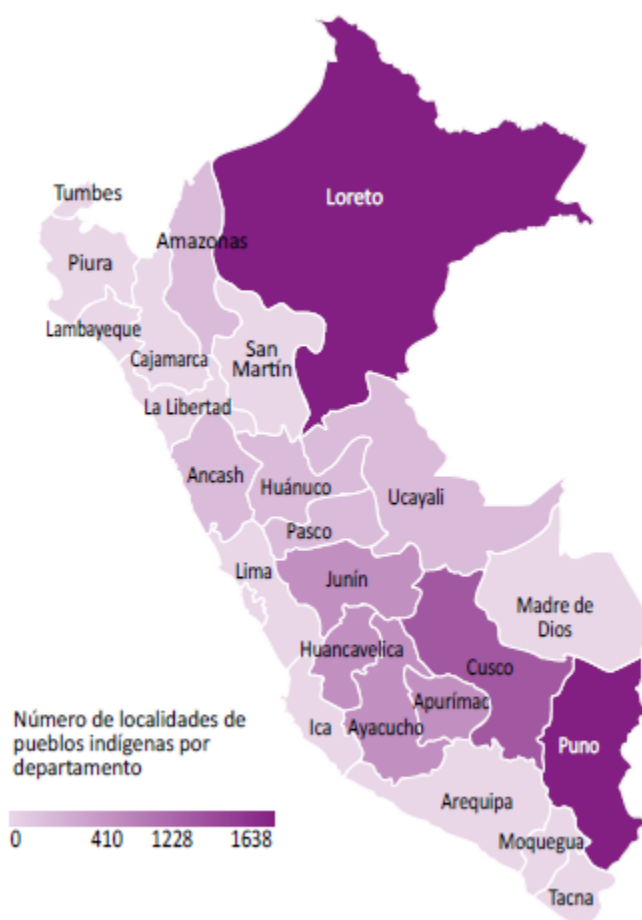 Loreto
Tumbes
Amazonas
Piura
Lambayeque
Cajamarca
San
Martín
La Libertad
Ancash
Huánuco
Ucayali
Pasco
Lima
Junín
Madre de
Dios
Huancavelica
Cusco
Apurímac
Ica
Ayacucho
Puno
Número de localidades de
pueblos indígenas por
departamento
Arequipa
0 410 1228 1638
Moquegua
Tacna